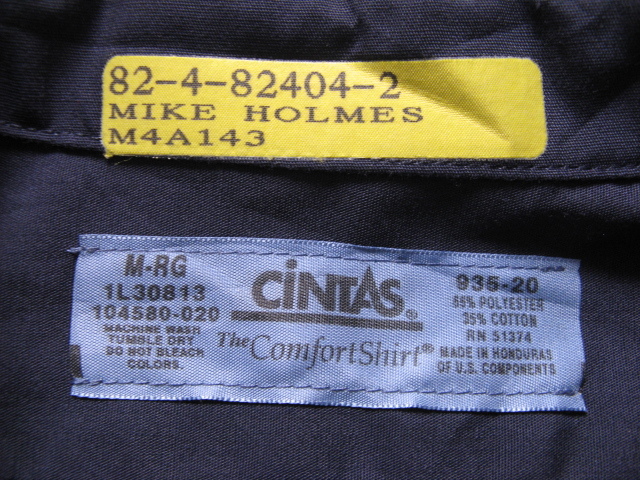 82-4-82404-2
MIKE HOLMES
M4A143
M-RG
1L30813
104580-020
MACHINE WASH
TUMBLE DRY
DO NOT BLEACH
COLORS.
CINTAS®
The ComfortShirt®
935-20
65% POLYESTER
35% COTTON
RN 51374
MADE IN HONDURAS
OF U.S. COMPONENTS